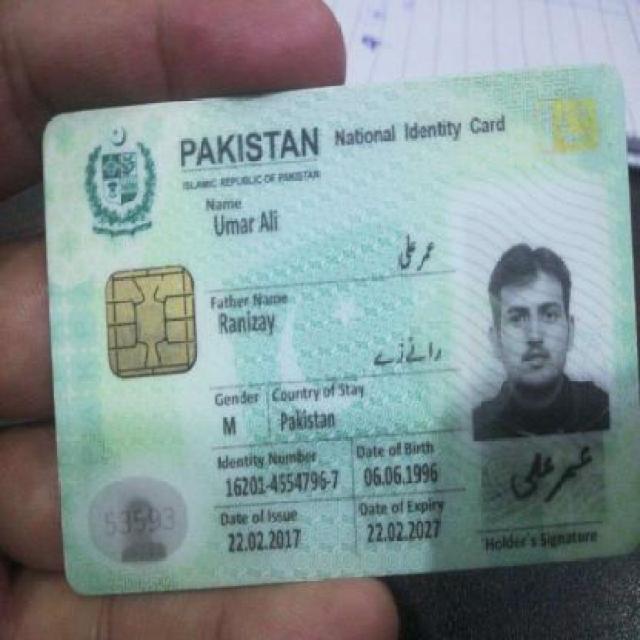 PAKISTAN National Identity Card
ISLAMIC REPUBLIC OF PAKISTAN
Name
Umar Ali
عمر علی
Father Name
Ranizay
رانے زے
Gender Country of Stay
M Pakistan
Identity Number Date of Birth
16201-4554796-7 06.06.1996
Date of Issue Date of Expiry
22.02.2017 22.02.2027
عمر علی
Holder's Signature